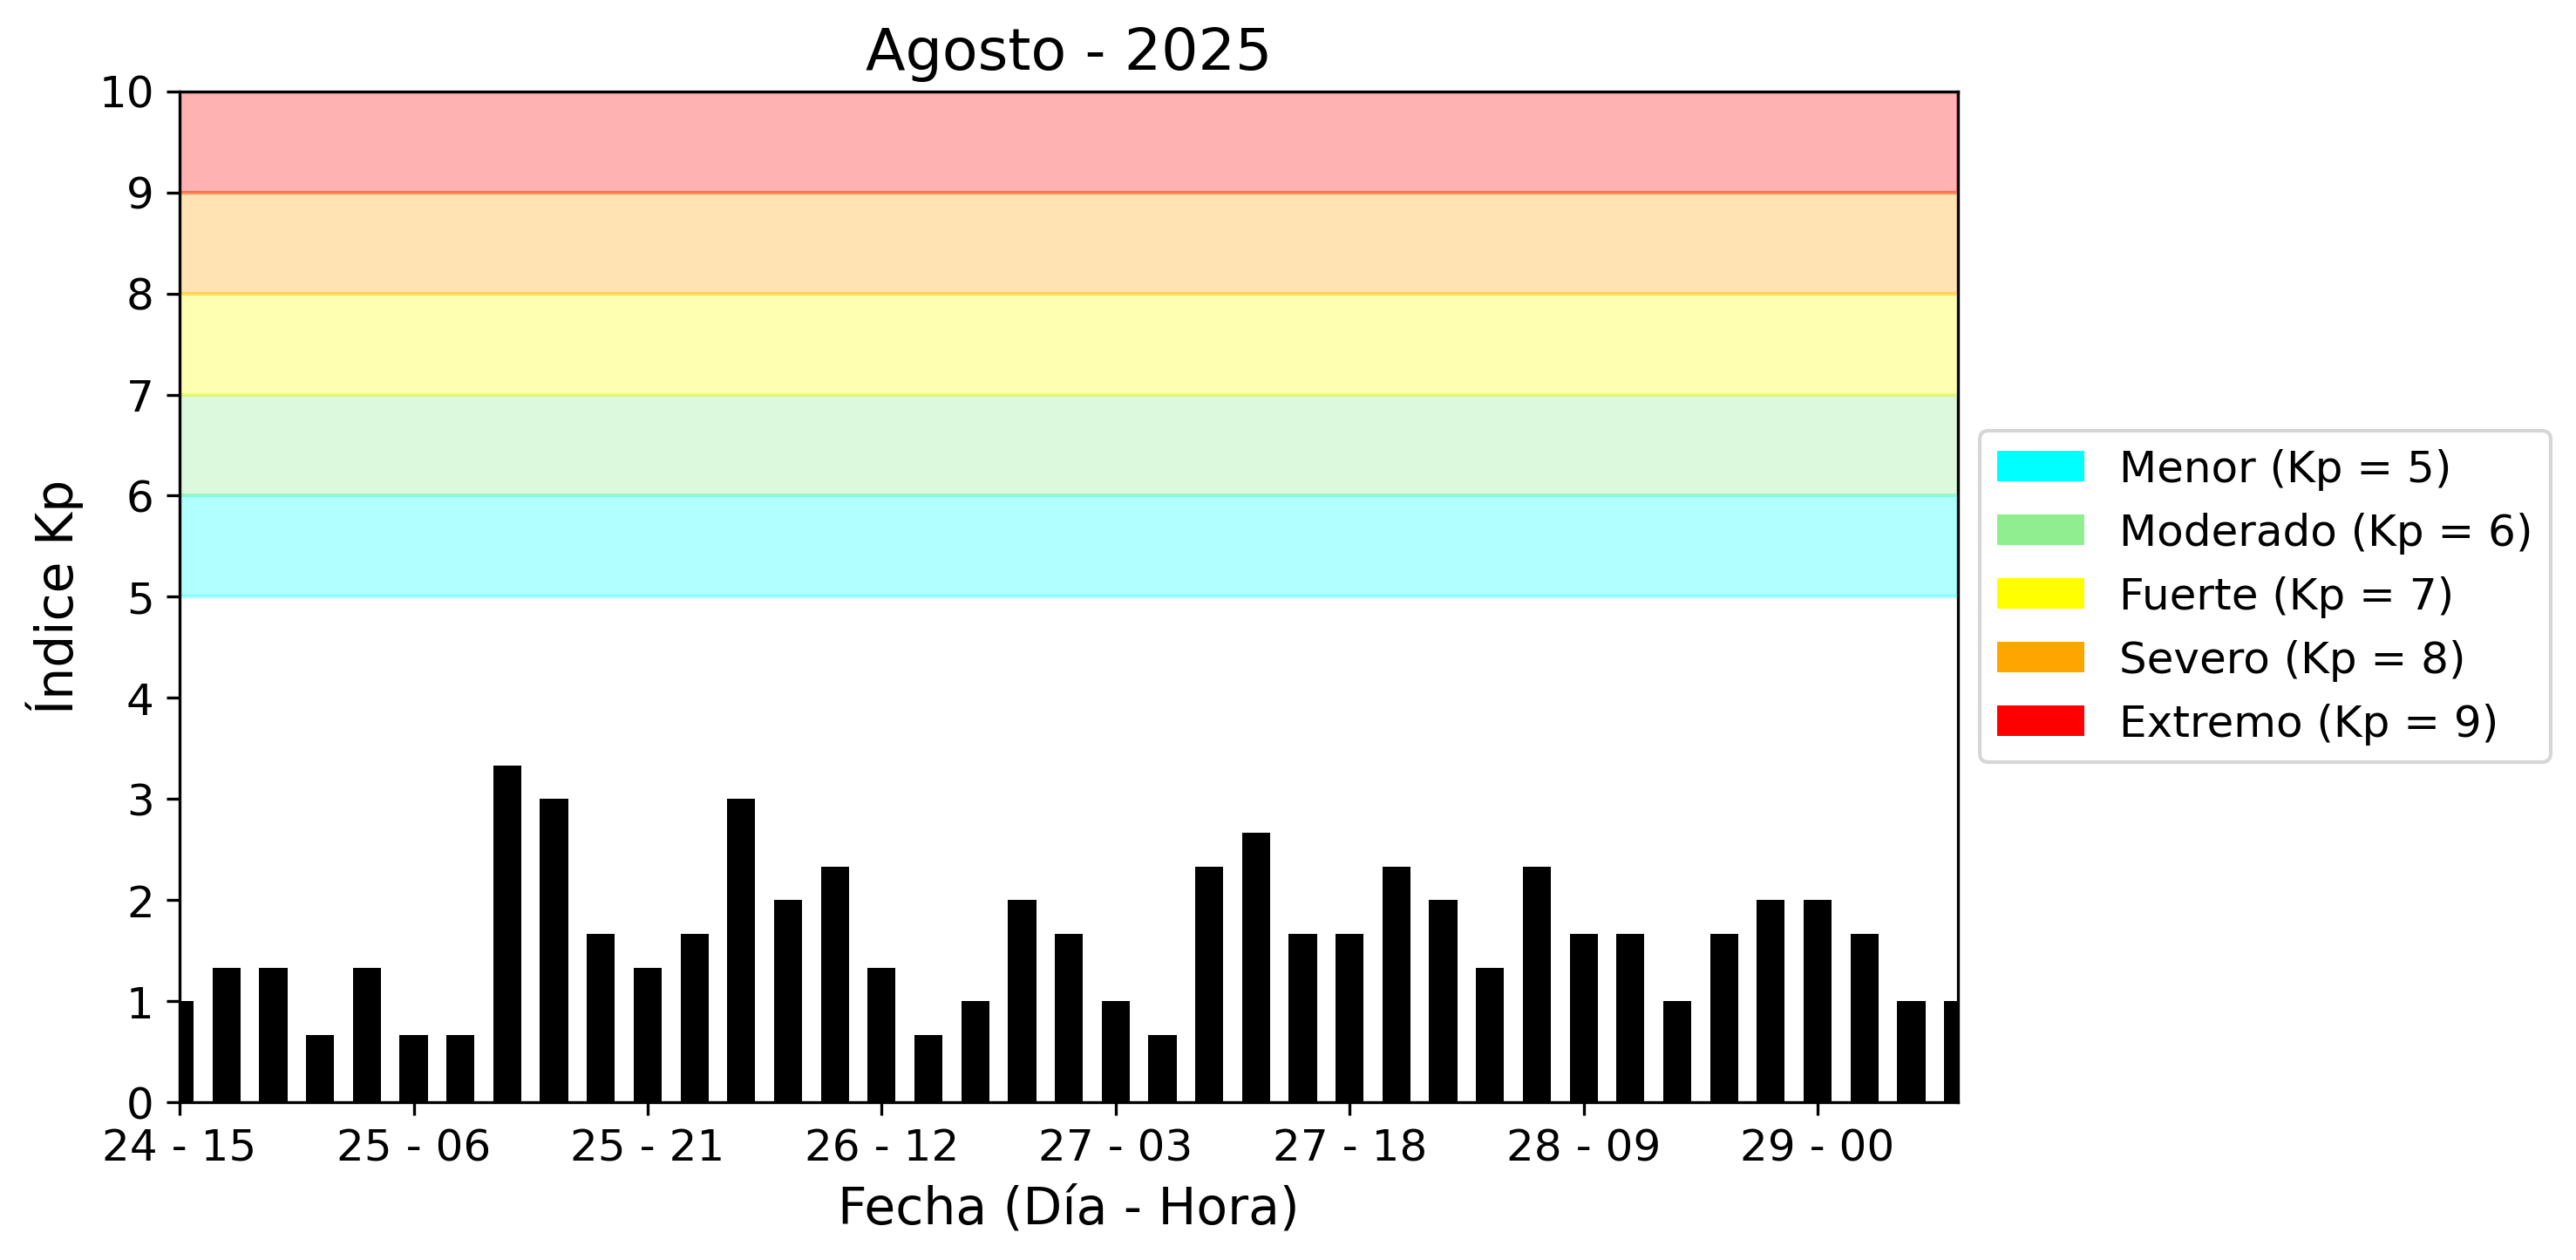 Agosto - 2025
10
9
8
7
6
5
4
3
2
1
0
Índice Kp
24 - 15
25 - 06
25 - 21
26 - 12
27 - 03
27 - 18
28 - 09
29 - 00
Fecha (Día - Hora)
Menor (Kp = 5)
Moderado (Kp = 6)
Fuerte (Kp = 7)
Severo (Kp = 8)
Extremo (Kp = 9)